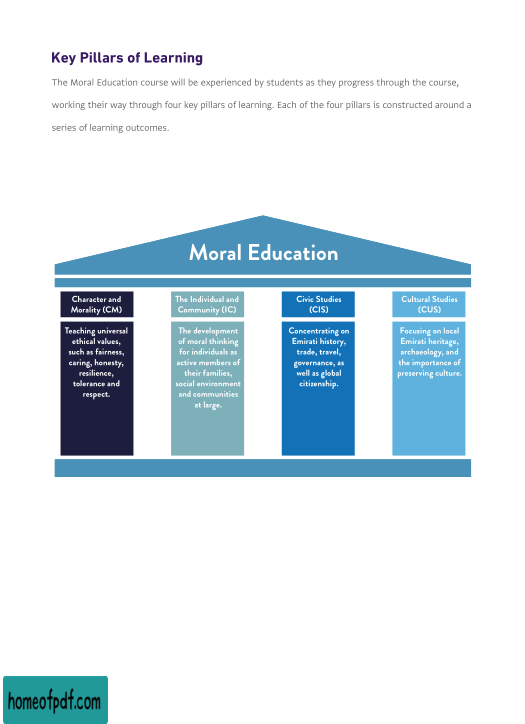 Key Pillars of Learning
The Moral Education course will be experienced by students as they progress through the course,
working their way through four key pillars of learning. Each of the four pillars is constructed around a
series of learning outcomes.
Moral Education
Character and
Morality (CM)
Teaching universal
ethical values,
such as fairness,
caring, honesty,
resilience,
tolerance and
respect.
The Individual and
Community (IC)
The development
of moral thinking
for individuals as
active members of
their families,
social environment
and communities
at large.
Civic Studies
(CIS)
Concentrating on
Emirati history,
trade, travel,
governance, as
well as global
citizenship.
Cultural Studies
(CUS)
Focusing on local
Emirati heritage,
archaeology, and
the importance of
preserving culture.
homeofpdf.com